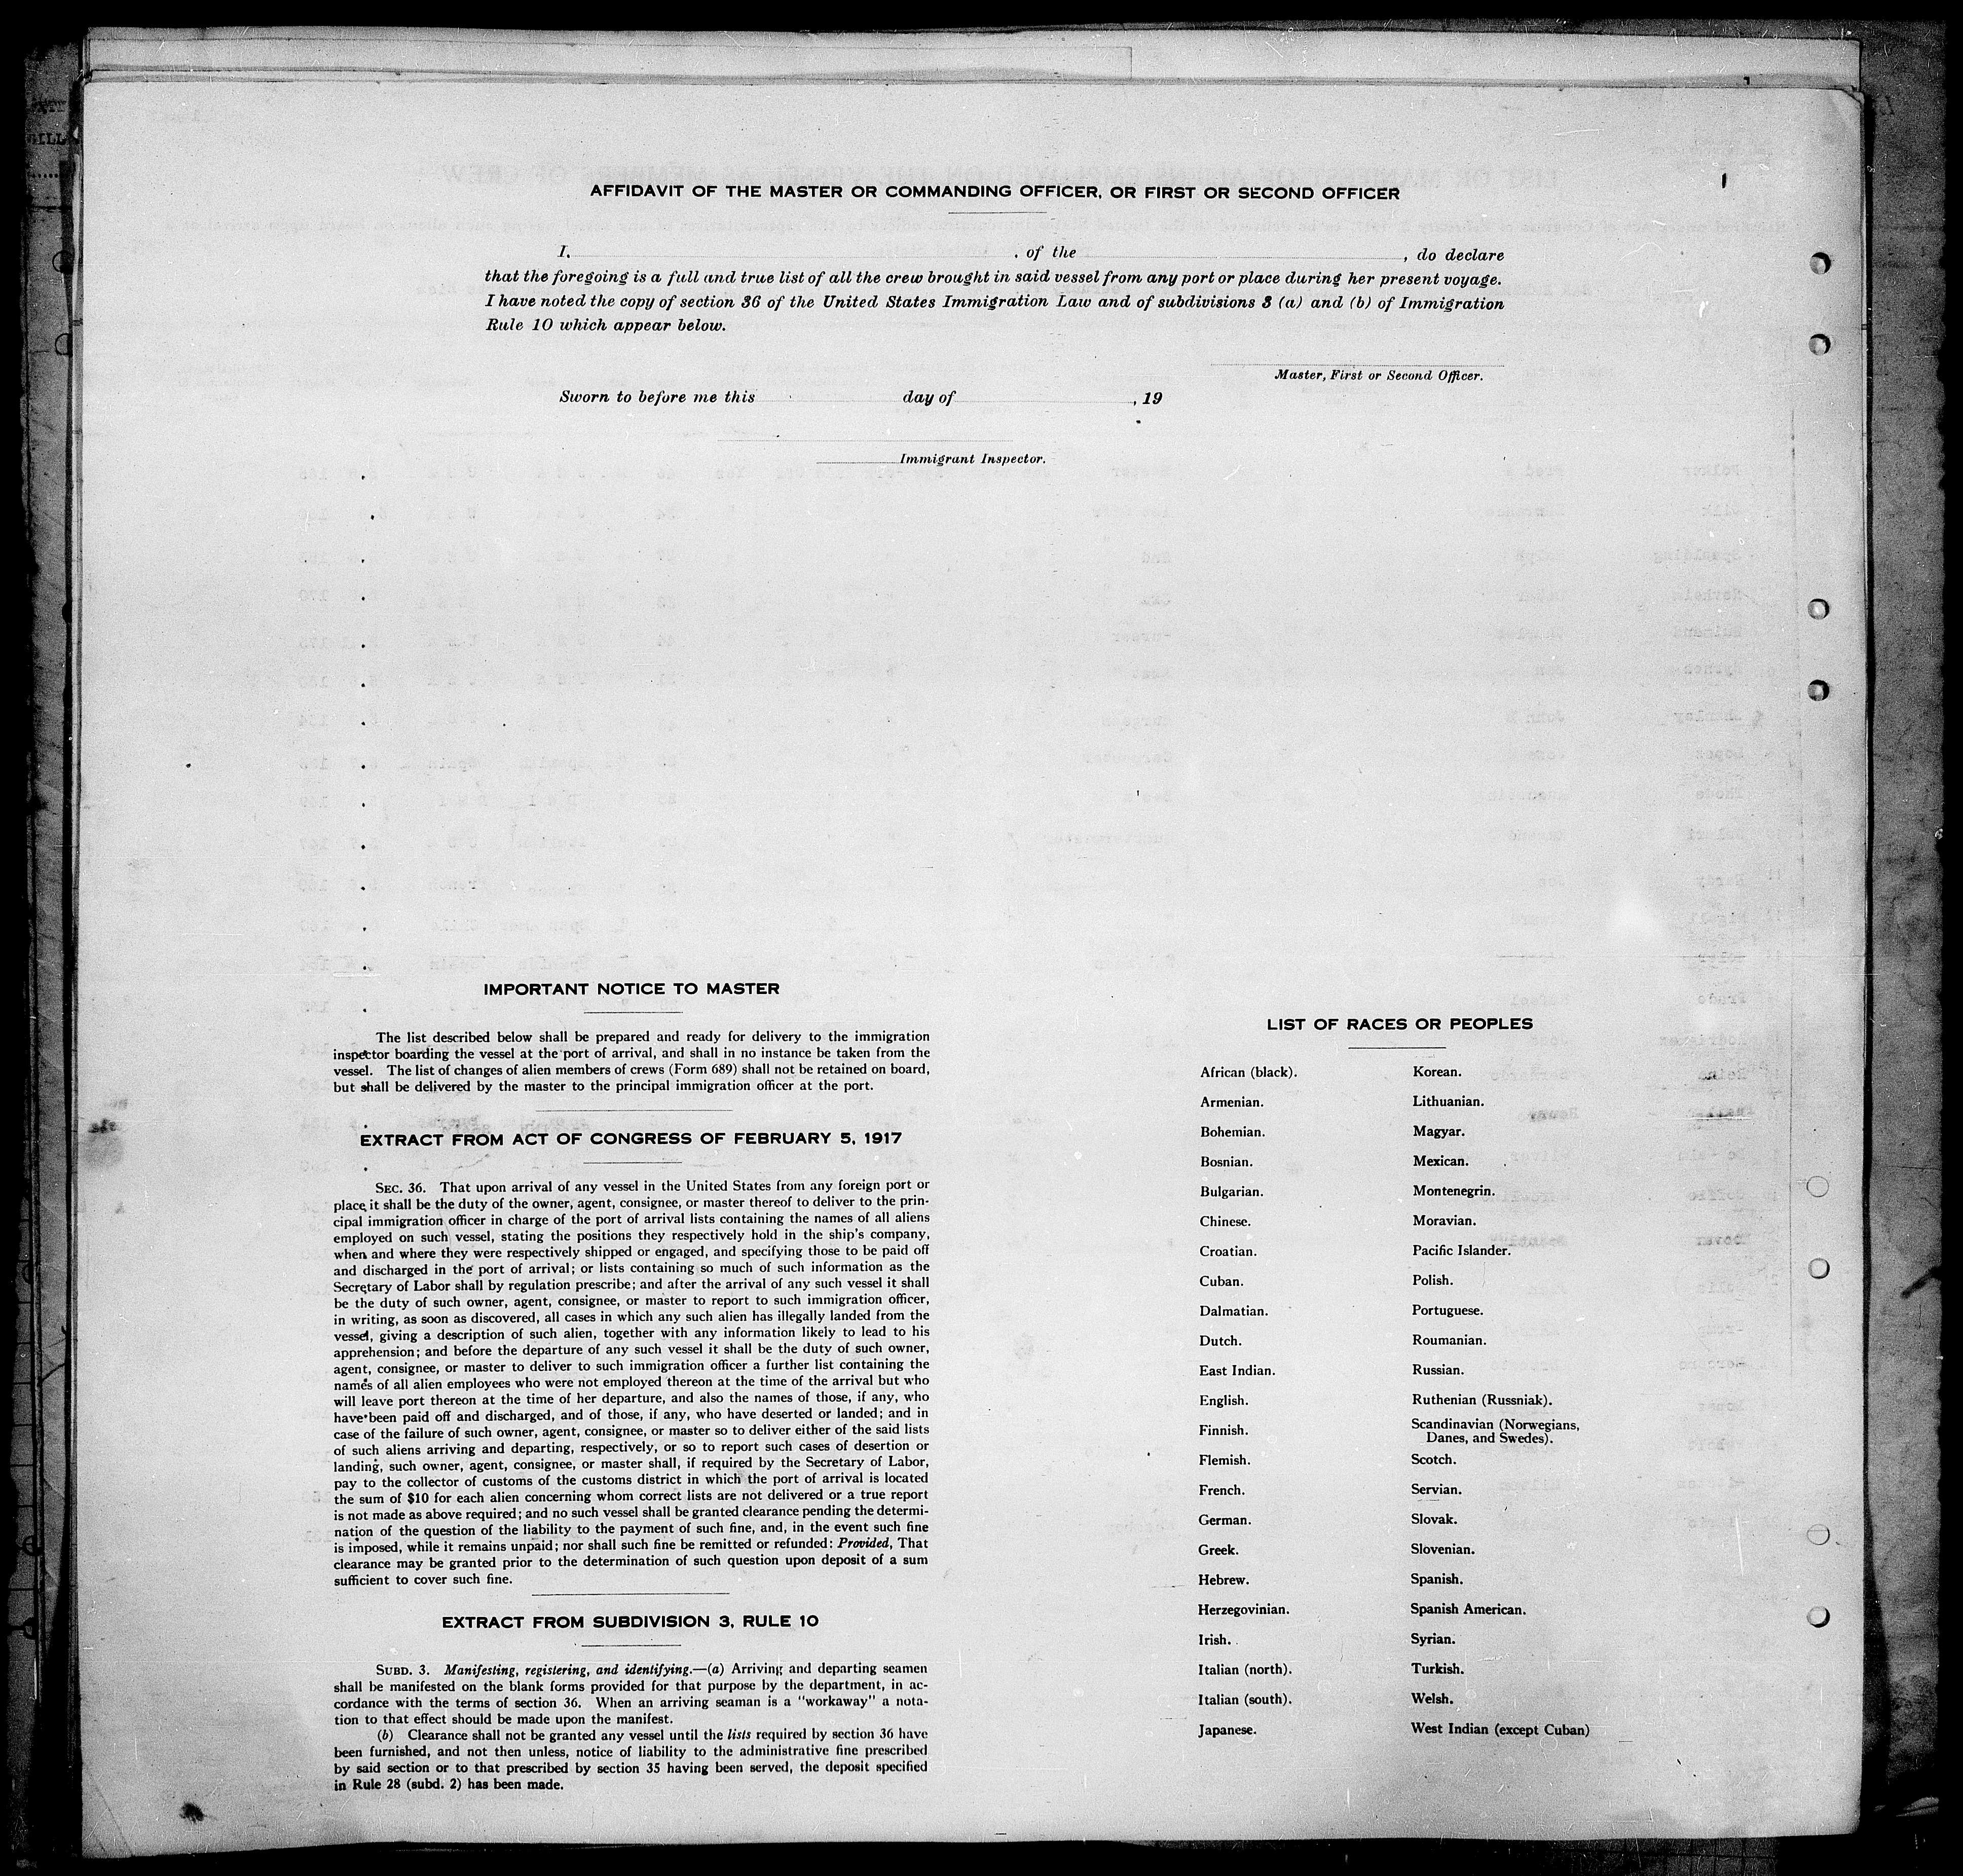 AFFIDAVIT OF THE MASTER OR COMMANDING OFFICER, OR FIRST OR SECOND OFFICER
I, , of the , do declare
that the foregoing is a full and true list of all the crew brought in said vessel from any port or place during her present voyage.
I have noted the copy of section 36 of the United States Immigration Law and of subdivisions 3 (a) and (b) of Immigration
Rule 10 which appear below.
Master, First or Second Officer.
Sworn to before me this day of , 19
Immigrant Inspector.
IMPORTANT NOTICE TO MASTER
The list described below shall be prepared and ready for delivery to the immigration
inspector boarding the vessel at the port of arrival, and shall in no instance be taken from the
vessel. The list of changes of alien members of crews (Form 689) shall not be retained on board,
but shall be delivered by the master to the principal immigration officer at the port.
EXTRACT FROM ACT OF CONGRESS OF FEBRUARY 5, 1917
SEC. 36. That upon arrival of any vessel in the United States from any foreign port or
place it shall be the duty of the owner, agent, consignee, or master thereof to deliver to the prin-
cipal immigration officer in charge of the port of arrival lists containing the names of all aliens
employed on such vessel, stating the positions they respectively hold in the ship's company,
when and where they were respectively shipped or engaged, and specifying those to be paid off
and discharged in the port of arrival; or lists containing so much of such information as the
Secretary of Labor shall by regulation prescribe; and after the arrival of any such vessel it shall
be the duty of such owner, agent, consignee, or master to report to such immigration officer,
in writing, as soon as discovered, all cases in which any such alien has illegally landed from the
vessel, giving a description of such alien, together with any information likely to lead to his
apprehension; and before the departure of any such vessel it shall be the duty of such owner,
agent, consignee, or master to deliver to such immigration officer a further list containing the
names of all alien employees who were not employed thereon at the time of the arrival but who
will leave port thereon at the time of her departure, and also the names of those, if any, who
have been paid off and discharged, and of those, if any, who have deserted or landed; and in
case of the failure of such owner, agent, consignee, or master so to deliver either of the said lists
of such aliens arriving and departing, respectively, or so to report such cases of desertion or
landing, such owner, agent, consignee, or master shall, if required by the Secretary of Labor,
pay to the collector of customs of the customs district in which the port of arrival is located
the sum of $10 for each alien concerning whom correct lists are not delivered or a true report
is not made as above required; and no such vessel shall be granted clearance pending the determi-
nation of the question of the liability to the payment of such fine, and, in the event such fine
is imposed, while it remains unpaid; nor shall such fine be remitted or refunded: Provided, That
clearance may be granted prior to the determination of such question upon deposit of a sum
sufficient to cover such fine.
EXTRACT FROM SUBDIVISION 3, RULE 10
SUBD. 3. Manifesting, registering, and identifying.—(a) Arriving and departing seamen
shall be manifested on the blank forms provided for that purpose by the department, in ac-
cordance with the terms of section 36. When an arriving seaman is a "workaway" a nota-
tion to that effect should be made upon the manifest.
(b) Clearance shall not be granted any vessel until the lists required by section 36 have
been furnished, and not then unless, notice of liability to the administrative fine prescribed
by said section or to that prescribed by section 35 having been served, the deposit specified
in Rule 28 (subd. 2) has been made.
LIST OF RACES OR PEOPLES
African (black).
Armenian.
Bohemian.
Bosnian.
Bulgarian.
Chinese.
Croatian.
Cuban.
Dalmatian.
Dutch.
East Indian.
English.
Finnish.
Flemish.
French.
German.
Greek.
Hebrew.
Herzegovinian.
Irish.
Italian (north).
Italian (south).
Japanese.
Korean.
Lithuanian.
Magyar.
Mexican.
Montenegrin.
Moravian.
Pacific Islander.
Polish.
Portuguese.
Roumanian.
Russian.
Ruthenian (Russniak).
Scandinavian (Norwegians,
Danes, and Swedes).
Scotch.
Servian.
Slovak.
Slovenian.
Spanish.
Spanish American.
Syrian.
Turkish.
Welsh.
West Indian (except Cuban)